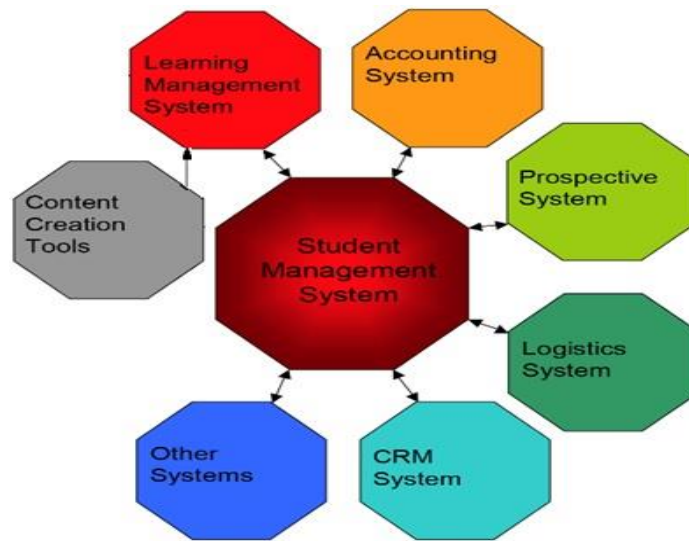 Learning
Management
System
Accounting
System
Prospective
System
Content
Creation
Tools
Student
Management
System
Logistics
System
Other
Systems
CRM
System